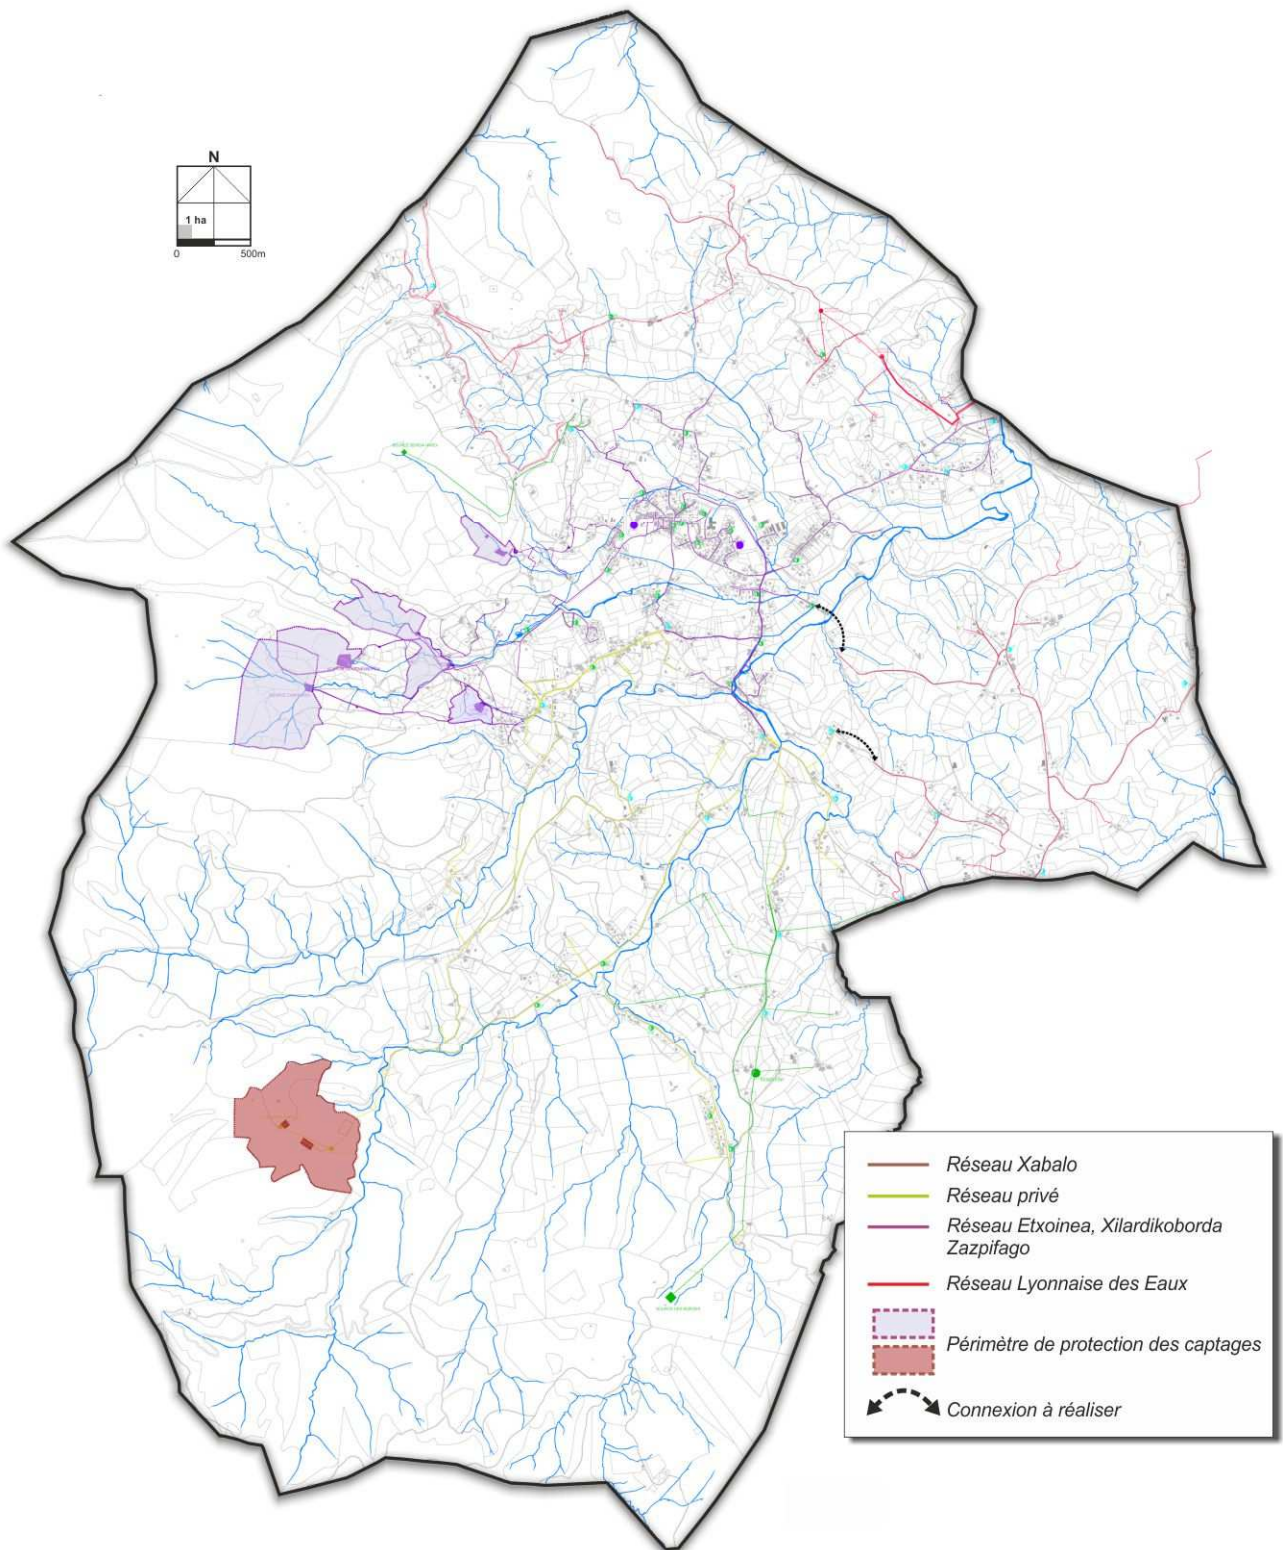 N
1 ha
0 500m
Réseau Xabalo
Réseau privé
Réseau Etxoinea, Xilardikoborda
Zazpifago
Réseau Lyonnaise des Eaux
Périmètre de protection des captages
Connexion à réaliser